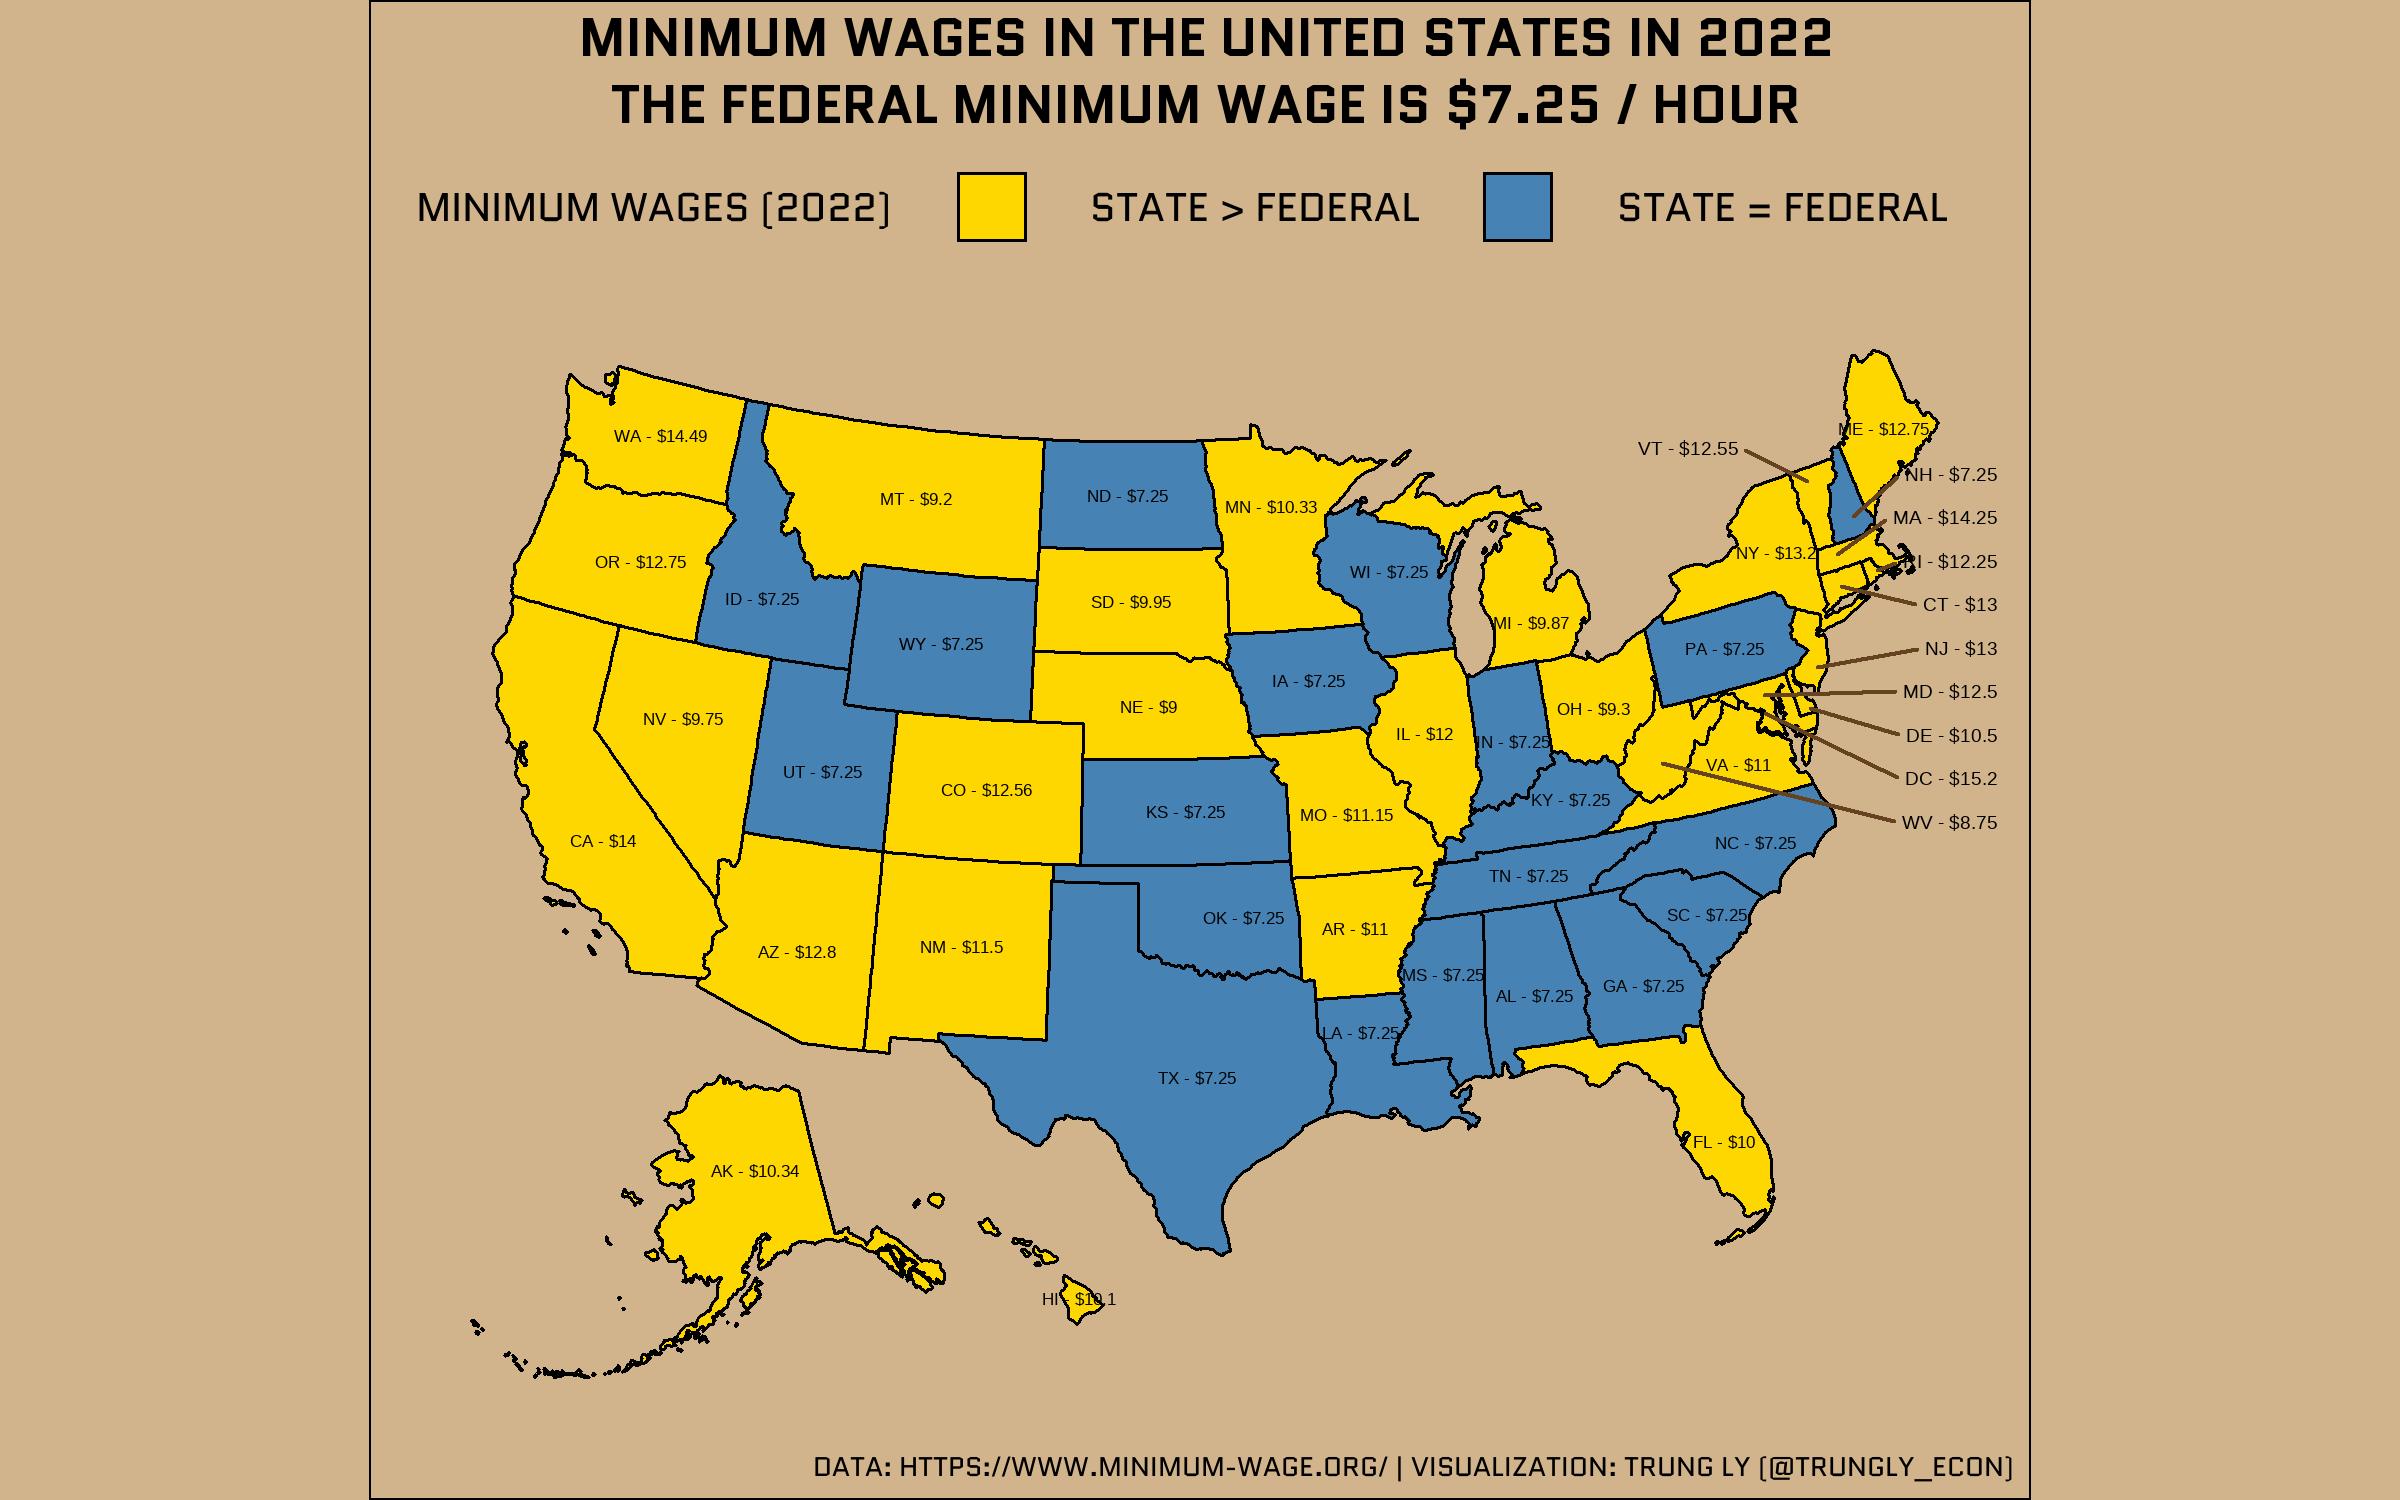 MINIMUM WAGES IN THE UNITED STATES IN 2022
THE FEDERAL MINIMUM WAGE IS $7.25 / HOUR
MINIMUM WAGES (2022) STATE > FEDERAL STATE = FEDERAL
ME - $12.75
WA - $14.49
VT - $12.55
NH - $7.25
ND - $7.25
MT - $9.2
MN - $10.33
MA - $14.25
NY - $13.2
OR - $12.75
RI - $12.25
WI - $7.25
ID - $7.25
SD - $9.95
CT - $13
MI - $9.87
WY - $7.25
PA - $7.25
NJ - $13
IA - $7.25
MD - $12.5
NE - $9
OH - $9.3
NV - $9.75
IL - $12
DE - $10.5
IN - $7.25
VA - $11
UT - $7.25
DC - $15.2
CO - $12.56
KY - $7.25
KS - $7.25
MO - $11.15
WV - $8.75
CA - $14
NC - $7.25
TN - $7.25
SC - $7.25
OK - $7.25
AR - $11
NM - $11.5
AZ - $12.8
MS - $7.25
GA - $7.25
AL - $7.25
LA - $7.25
TX - $7.25
FL - $10
AK - $10.34
HI - $10.1
DATA: HTTPS://WWW.MINIMUM-WAGE.ORG/ | VISUALIZATION: TRUNG LY (@TRUNGLY_ECON)